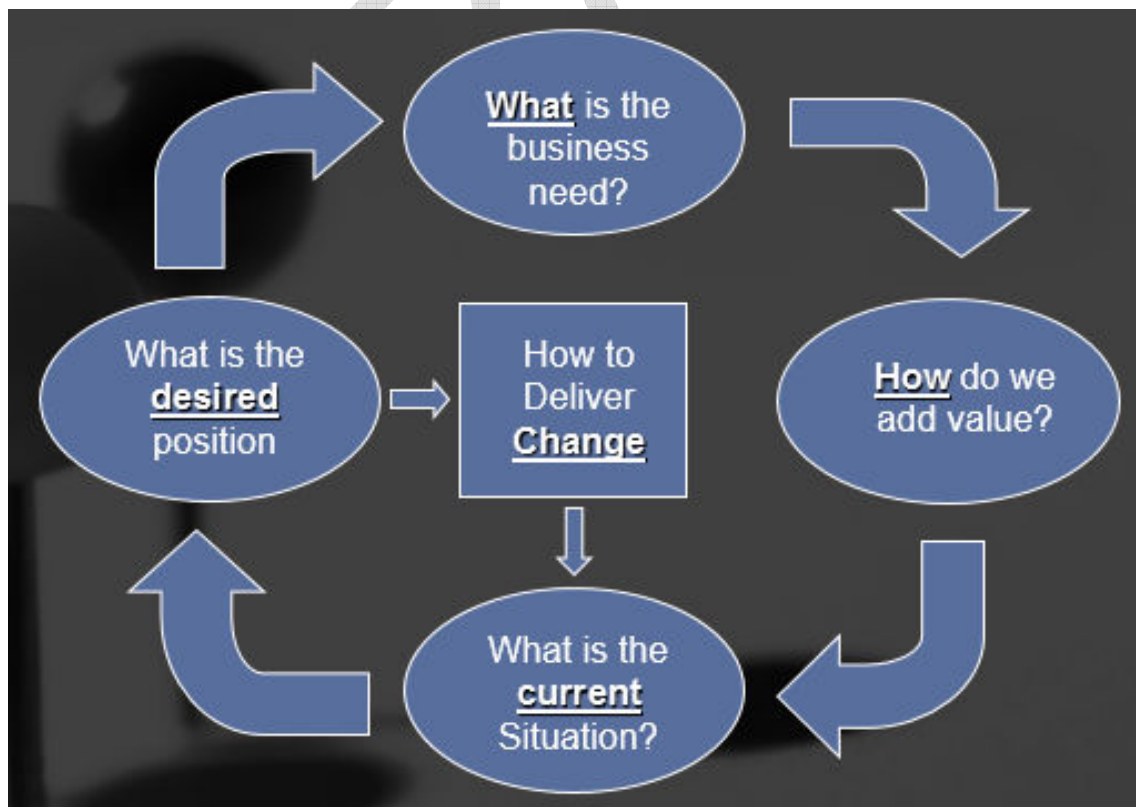 What is the
business
need?
How do we
add value?
What is the
current
Situation?
What is the
desired
position
How to
Deliver
Change